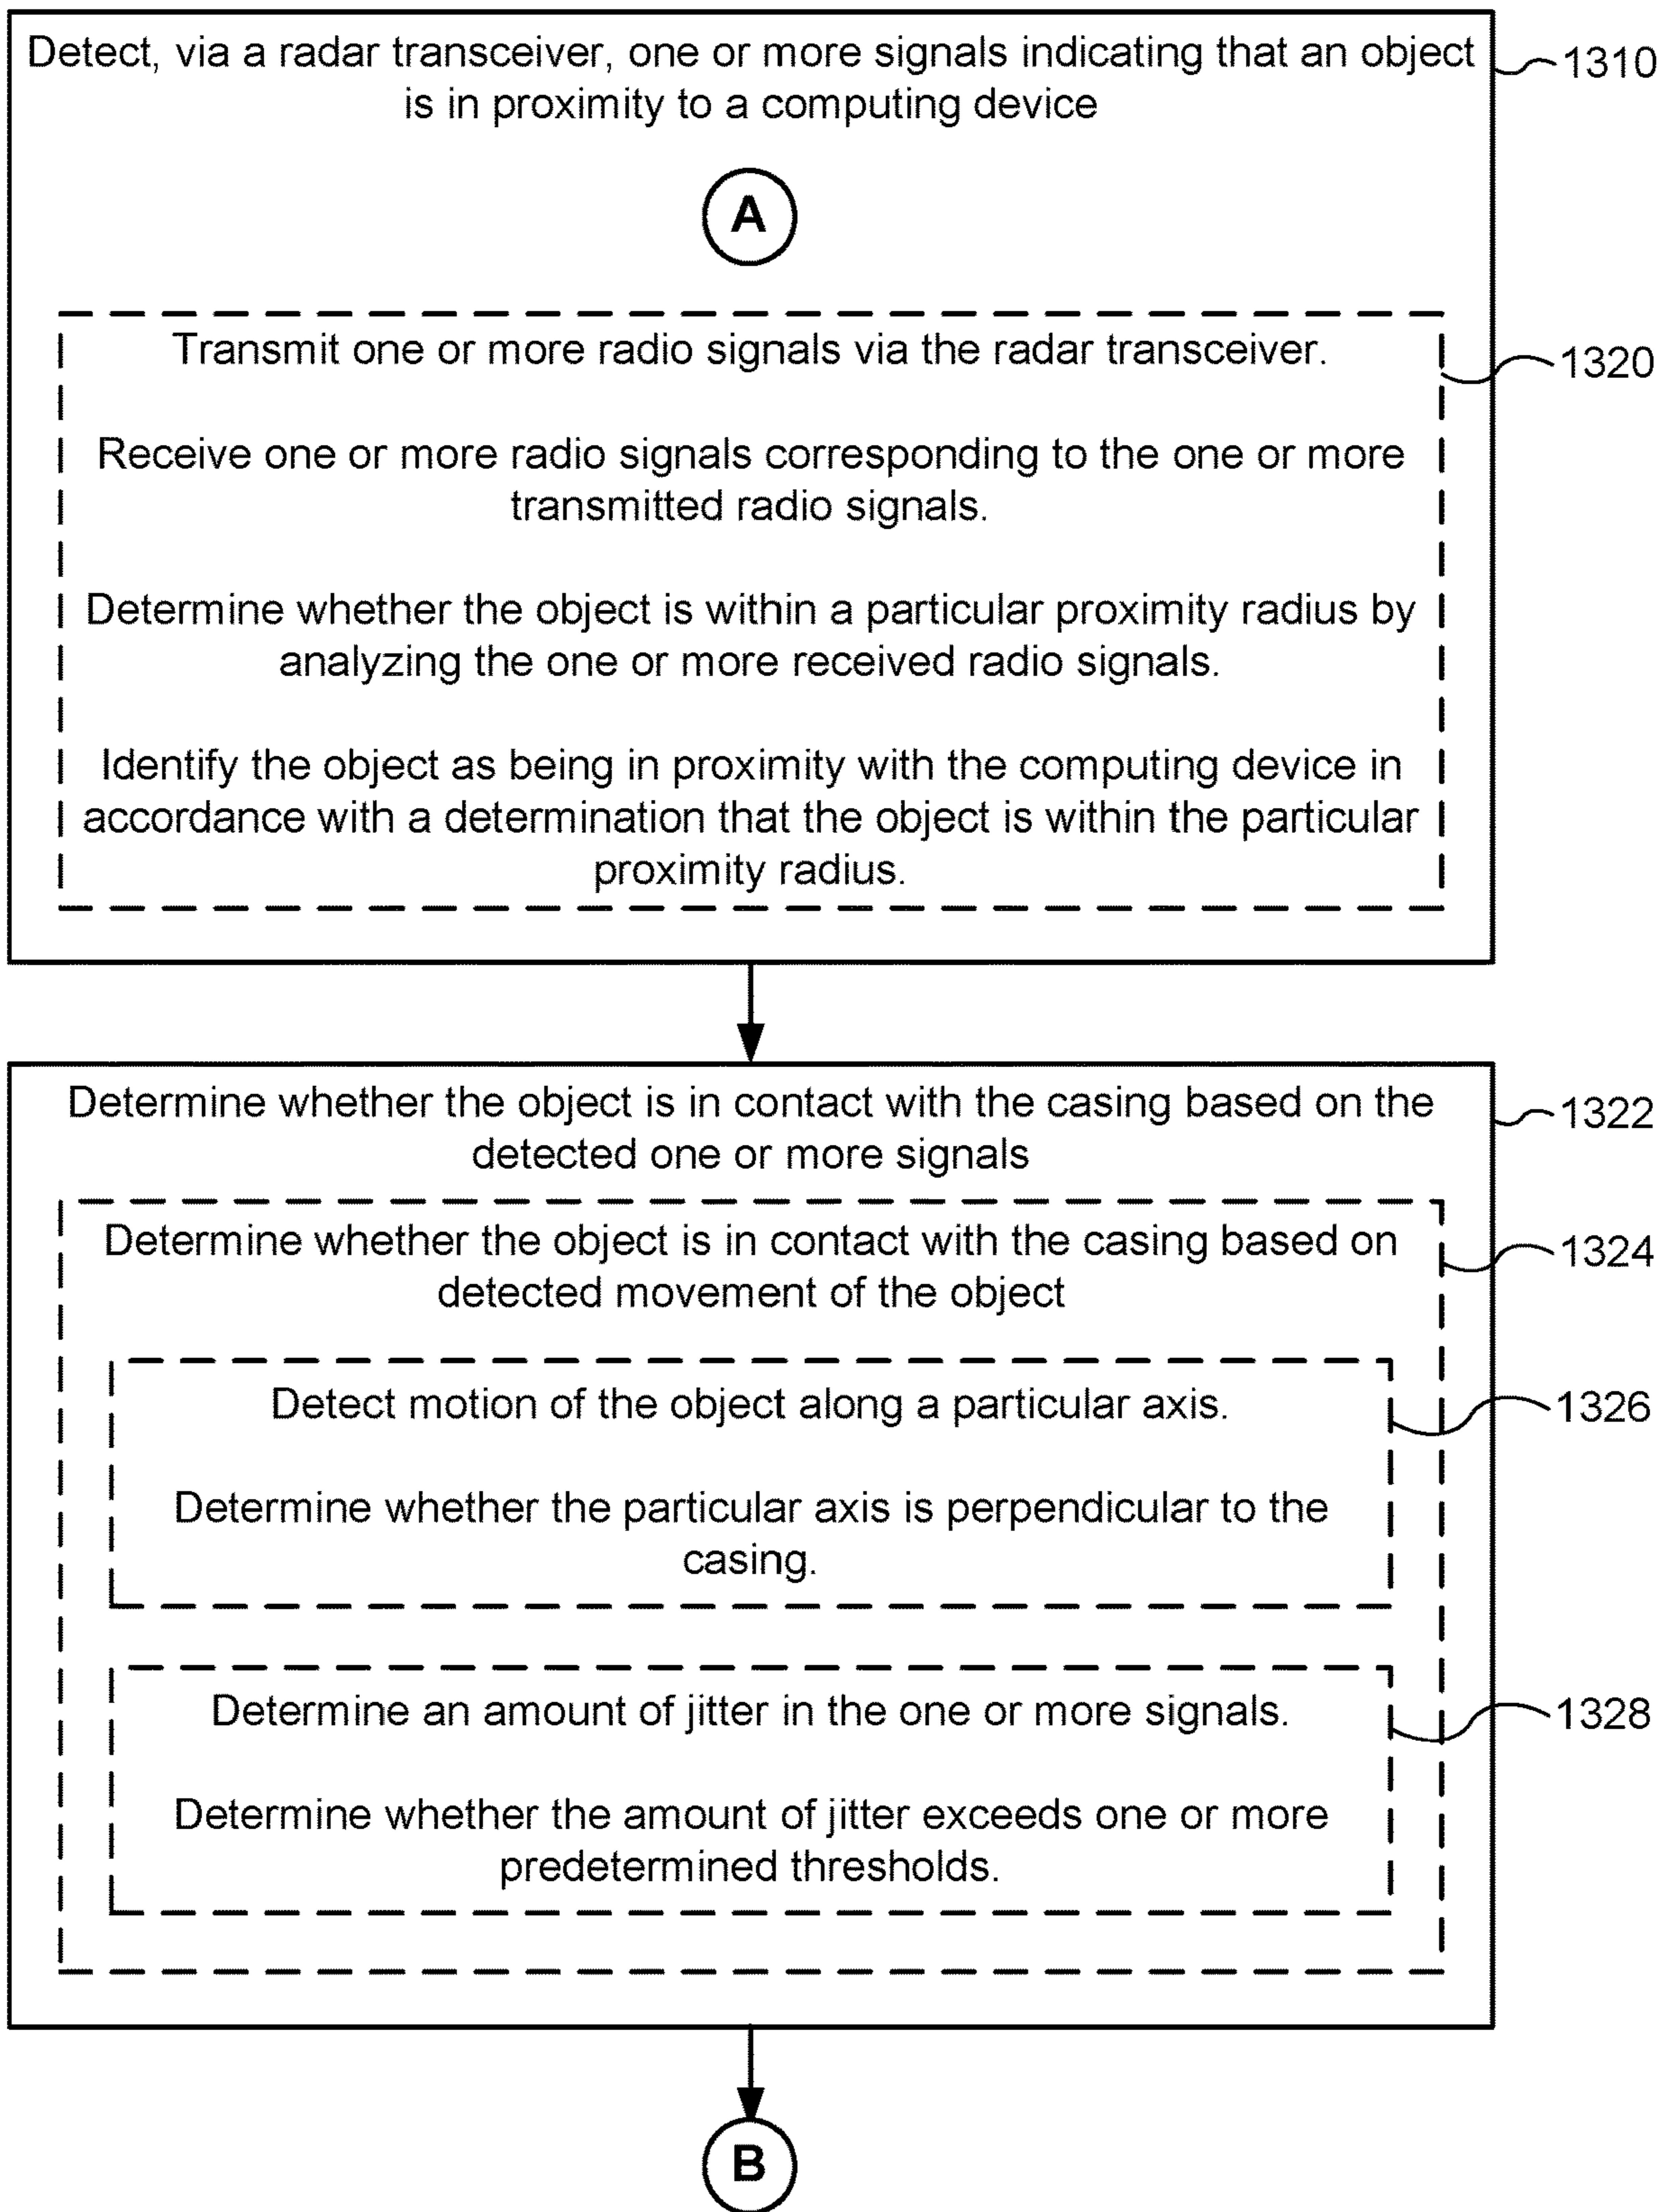 Detect, via a radar transceiver, one or more signals indicating that an object
is in proximity to a computing device
1310
A
Transmit one or more radio signals via the radar transceiver.
1320
Receive one or more radio signals corresponding to the one or more
transmitted radio signals.
Determine whether the object is within a particular proximity radius by
analyzing the one or more received radio signals.
Identify the object as being in proximity with the computing device in
accordance with a determination that the object is within the particular
proximity radius.
Determine whether the object is in contact with the casing based on the
detected one or more signals
1322
Determine whether the object is in contact with the casing based on
detected movement of the object
1324
Detect motion of the object along a particular axis.
1326
Determine whether the particular axis is perpendicular to the
casing.
Determine an amount of jitter in the one or more signals.
1328
Determine whether the amount of jitter exceeds one or more
predetermined thresholds.
B